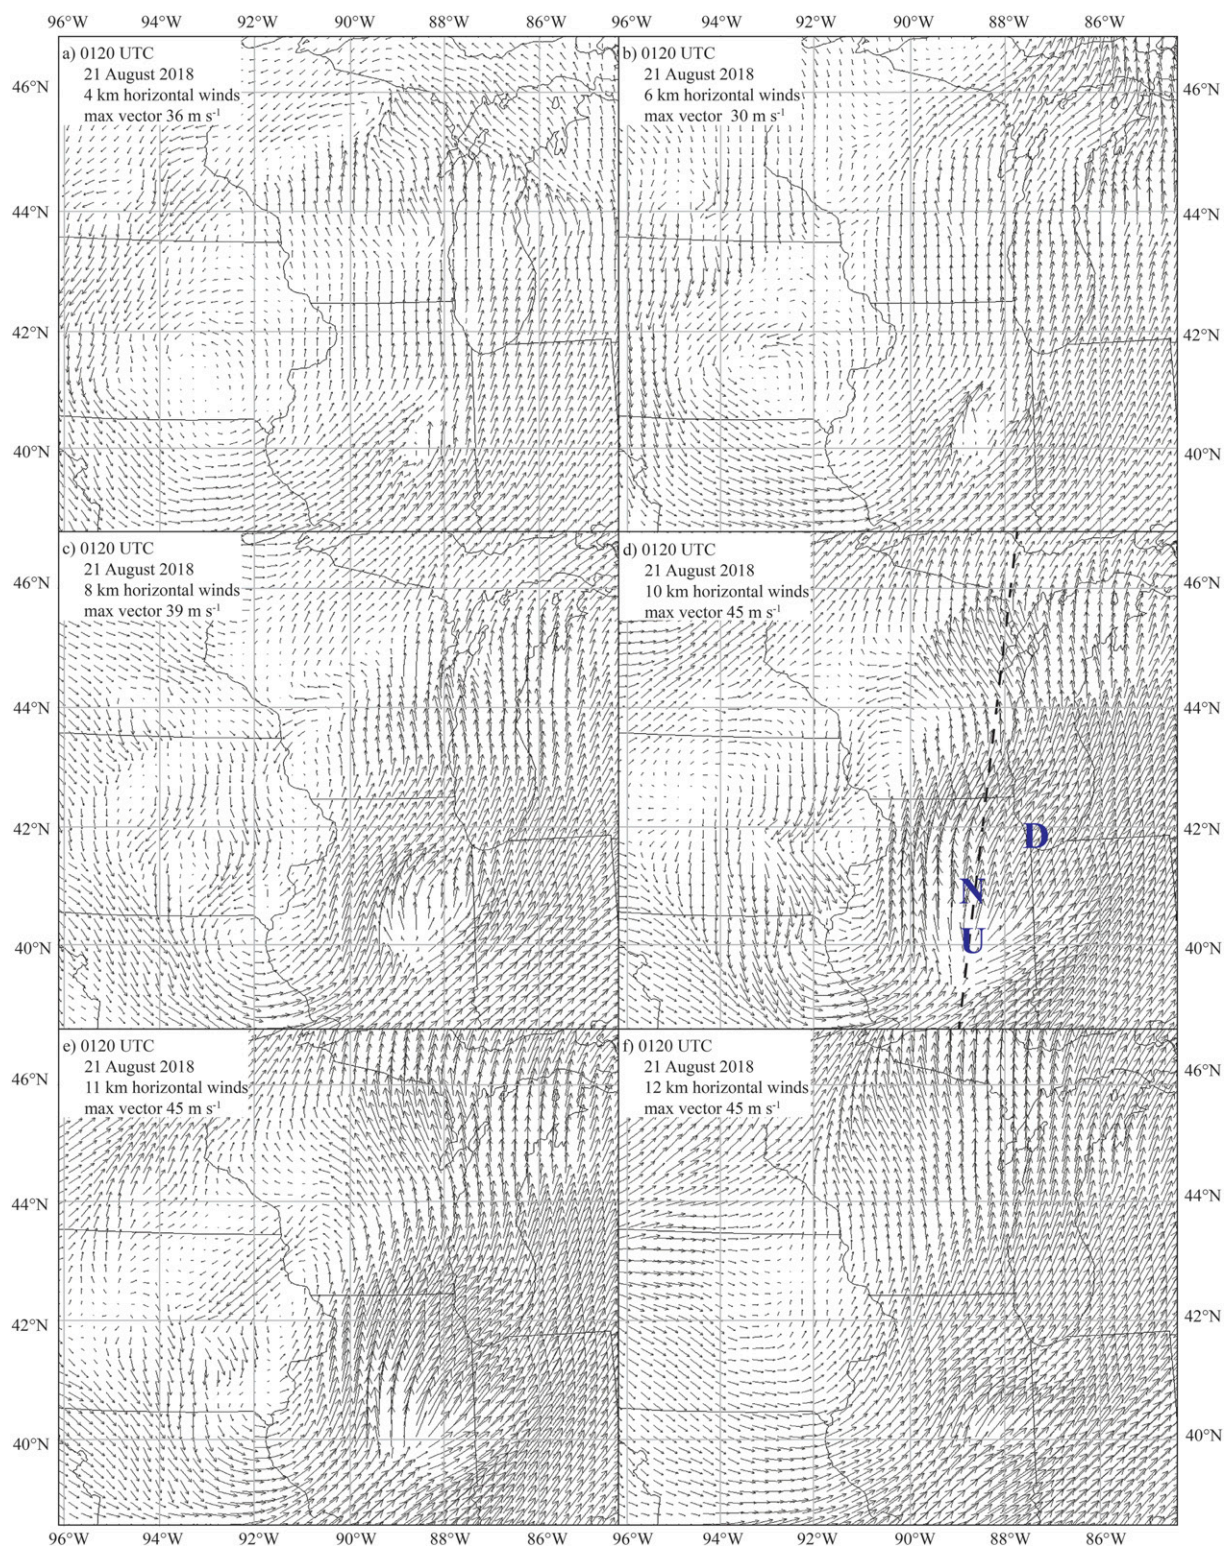 96°W 94°W 92°W 90°W 88°W 86°W 96°W 94°W 92°W 90°W 88°W 86°W
a) 0120 UTC
21 August 2018
4 km horizontal winds
max vector 36 m s⁻¹
b) 0120 UTC
21 August 2018
6 km horizontal winds
max vector 30 m s⁻¹
46°N 46°N
44°N 44°N
42°N 42°N
40°N 40°N
c) 0120 UTC
21 August 2018
8 km horizontal winds
max vector 39 m s⁻¹
d) 0120 UTC
21 August 2018
10 km horizontal winds
max vector 45 m s⁻¹
46°N 46°N
44°N 44°N
42°N 42°N
D
N
U
40°N 40°N
e) 0120 UTC
21 August 2018
11 km horizontal winds
max vector 45 m s⁻¹
f) 0120 UTC
21 August 2018
12 km horizontal winds
max vector 45 m s⁻¹
46°N 46°N
44°N 44°N
42°N 42°N
40°N 40°N
96°W 94°W 92°W 90°W 88°W 86°W 96°W 94°W 92°W 90°W 88°W 86°W